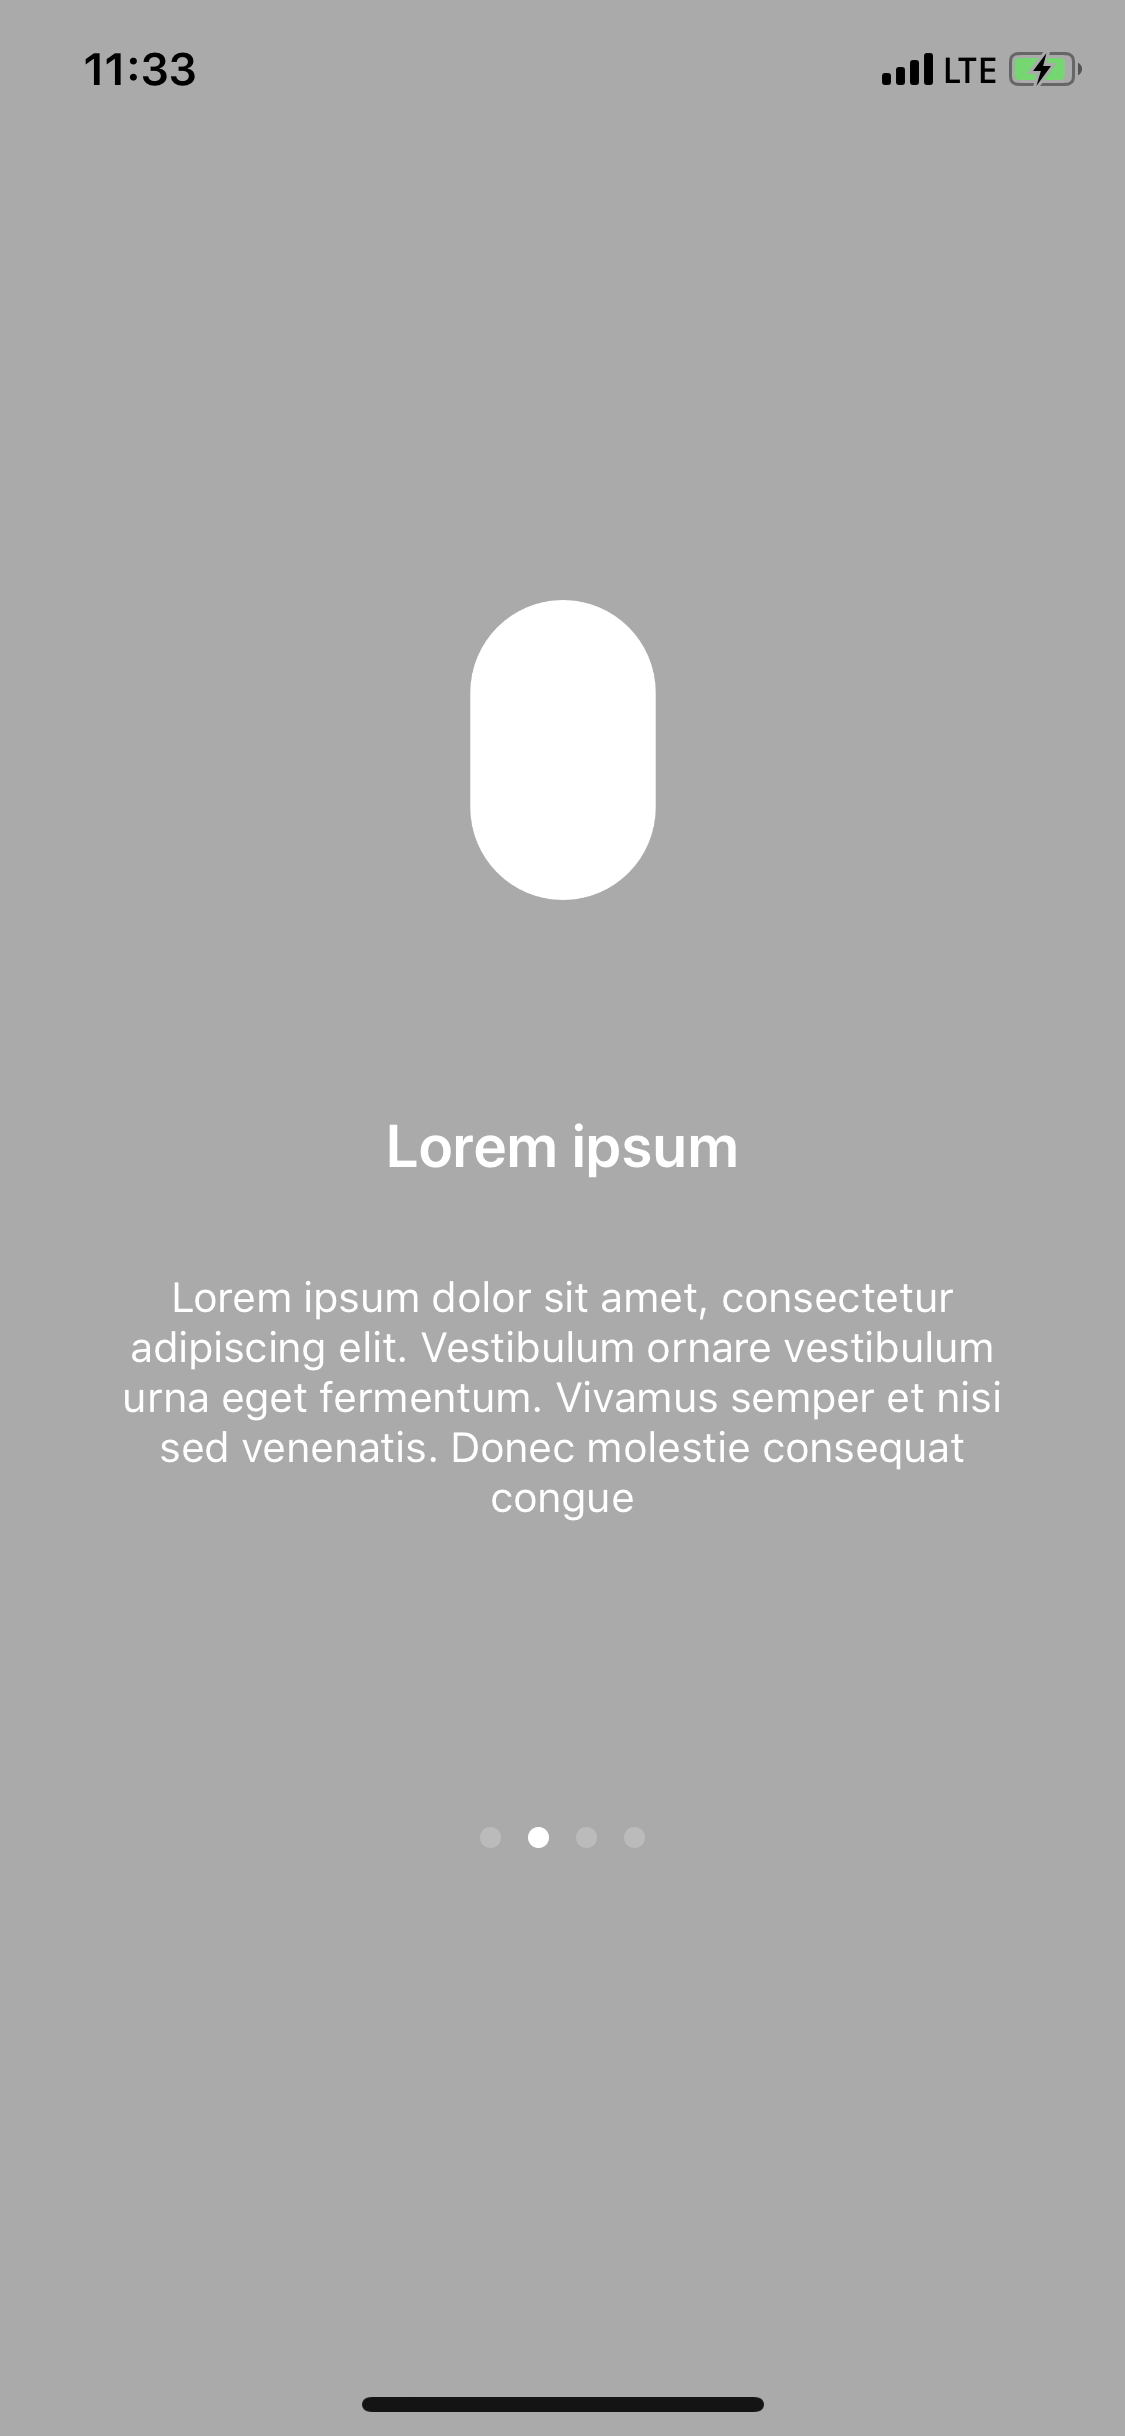 11:33 LTE
Lorem ipsum
Lorem ipsum dolor sit amet, consectetur
adipiscing elit. Vestibulum ornare vestibulum
urna eget fermentum. Vivamus semper et nisi
sed venenatis. Donec molestie consequat
congue